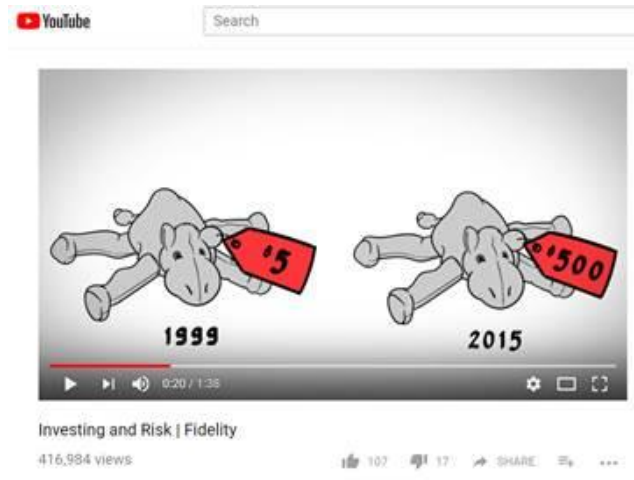 YouTube Search
$5 $500
1999 2015
0:20 / 1:38
Investing and Risk | Fidelity
416,984 views 107 17 SHARE